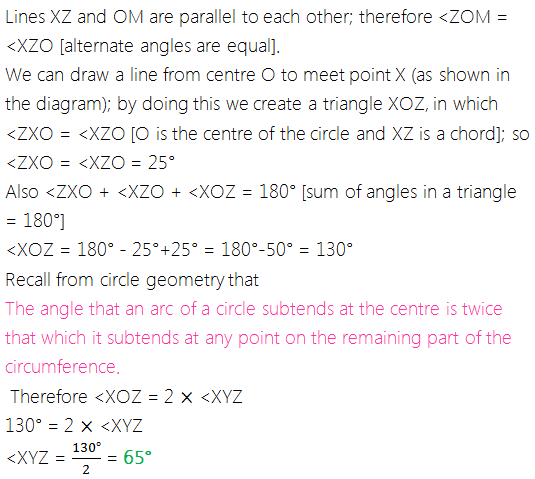 Lines XZ and OM are parallel to each other; therefore <ZOM =
<XZO [alternate angles are equal].
We can draw a line from centre O to meet point X (as shown in
the diagram); by doing this we create a triangle XOZ, in which
<ZXO = <XZO [O is the centre of the circle and XZ is a chord]; so
<ZXO = <XZO = 25°
Also <ZXO + <XZO + <XOZ = 180° [sum of angles in a triangle
= 180°]
<XOZ = 180° - 25°+25° = 180°-50° = 130°
Recall from circle geometry that
The angle that an arc of a circle subtends at the centre is twice
that which it subtends at any point on the remaining part of the
circumference.
Therefore <XOZ = 2 × <XYZ
130° = 2 × <XYZ
<XYZ = 130°/2 = 65°